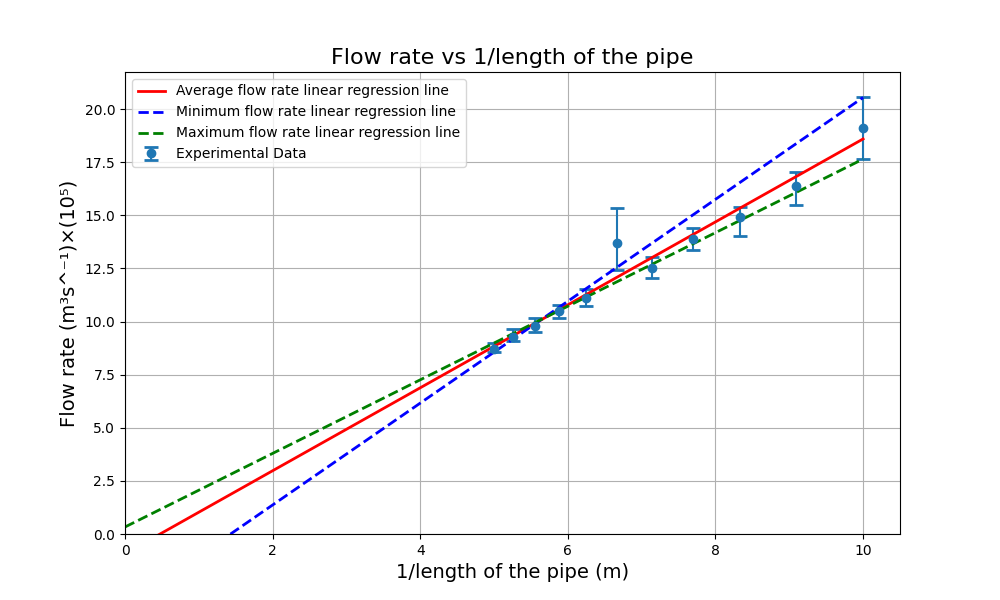 Flow rate vs 1/length of the pipe
Average flow rate linear regression line
Minimum flow rate linear regression line
Maximum flow rate linear regression line
Experimental Data
Flow rate (m³s^⁻¹)×(10⁵)
20.0
17.5
15.0
12.5
10.0
7.5
5.0
2.5
0.0
0 2 4 6 8 10
1/length of the pipe (m)